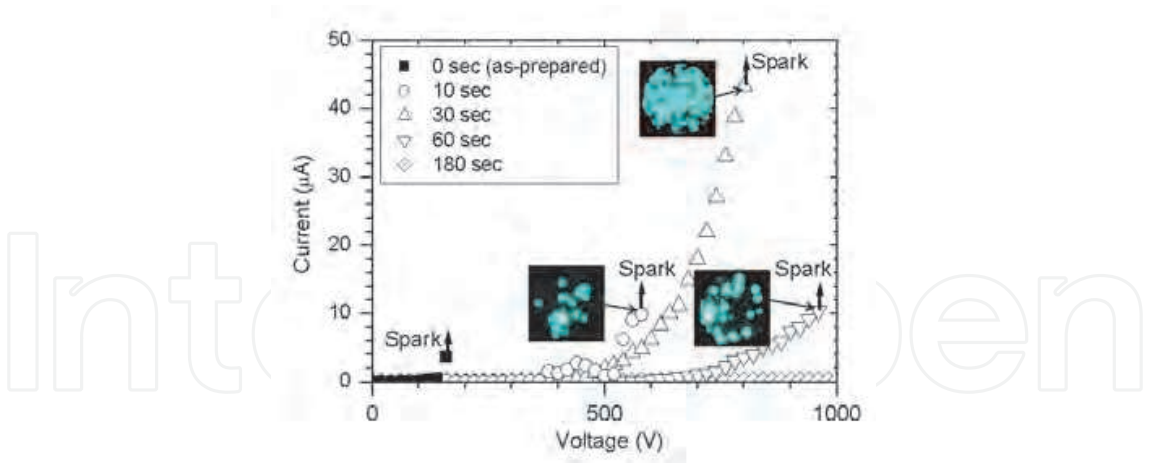 50
40
30
20
10
0
Current (μA)
0 sec (as-prepared)
10 sec
30 sec
60 sec
180 sec
Spark
Spark
Spark
Spark
0
500
1000
Voltage (V)